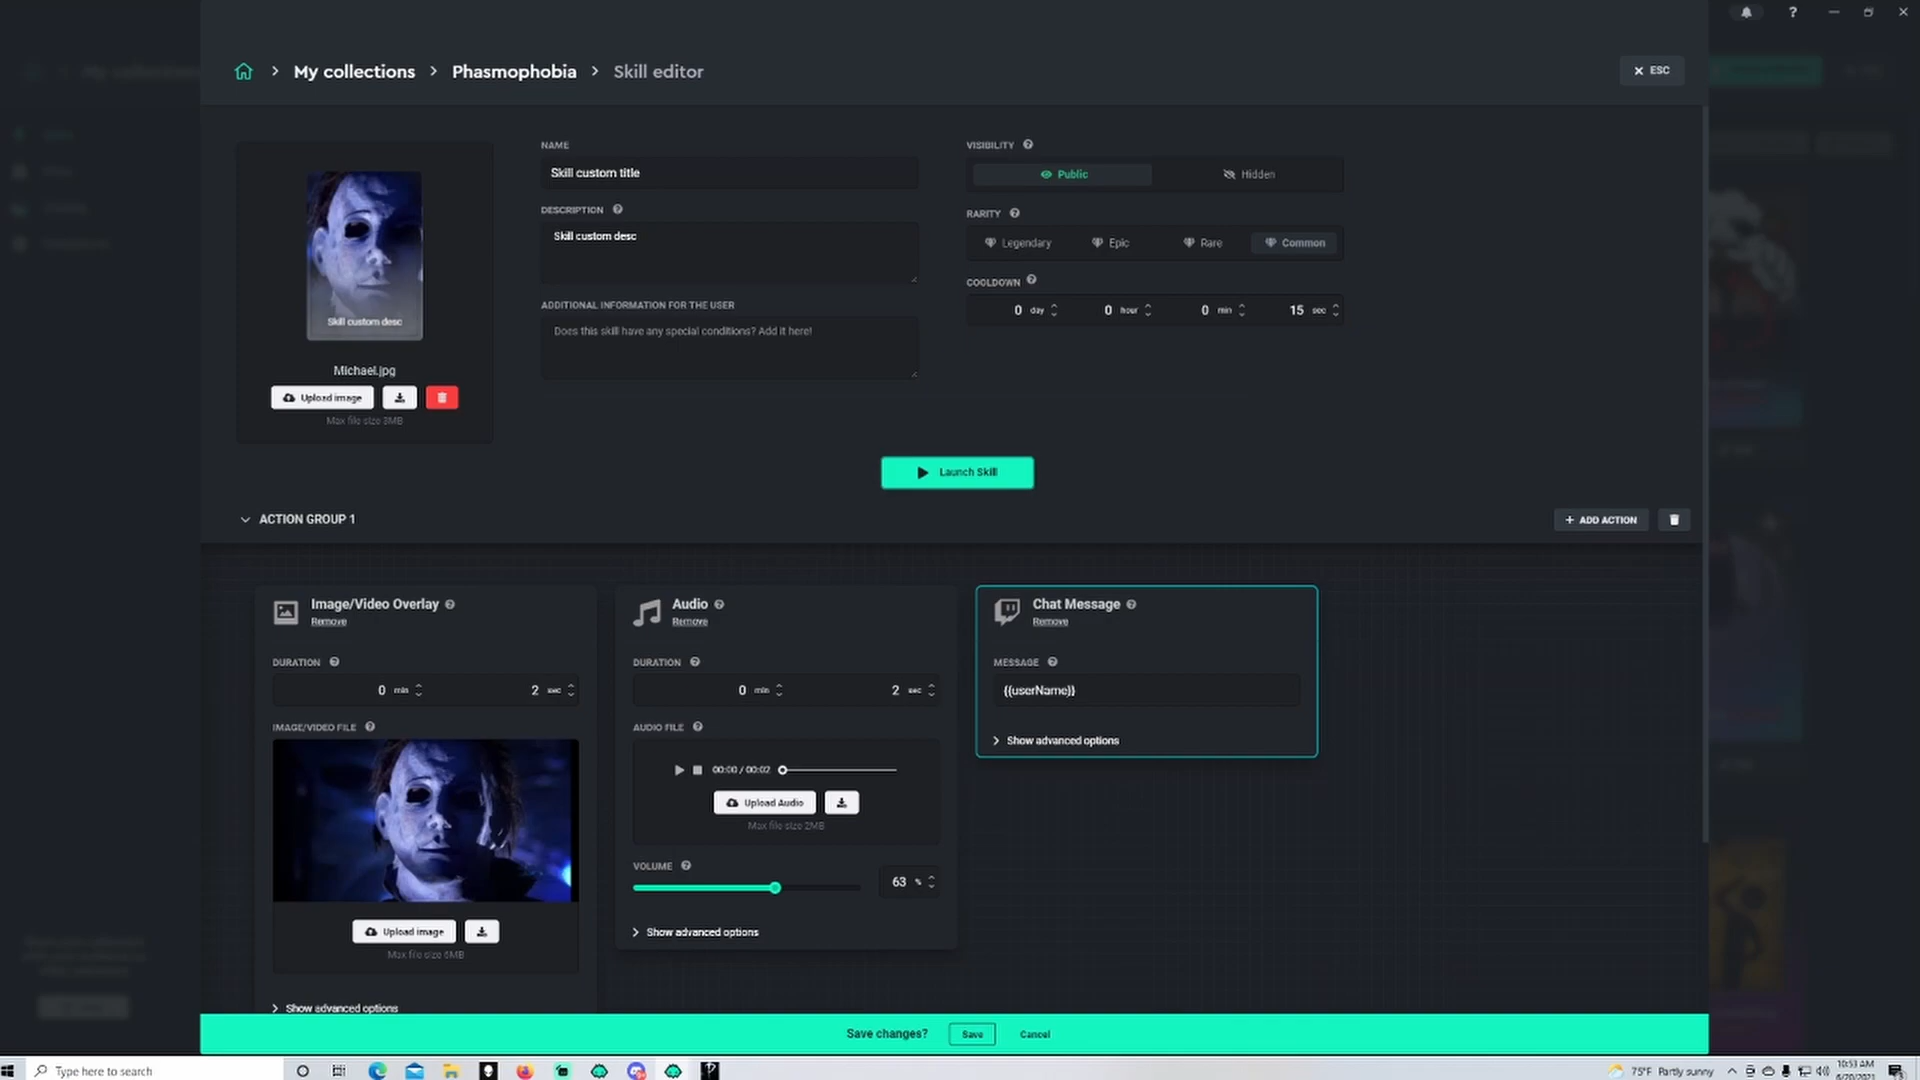 My collections > Phasmophobia > Skill editor
ESC
Skill custom desc
Michael.jpg
Upload image
Max file size 3MB
NAME
Skill custom title
DESCRIPTION
Skill custom desc
ADDITIONAL INFORMATION FOR THE USER
Does this skill have any special conditions? Add it here!
VISIBILITY
Public Hidden
RARITY
Legendary Epic Rare Common
COOLDOWN
0 day 0 hour 0 min 15 sec
Launch Skill
ACTION GROUP 1
+ ADD ACTION
Image/Video Overlay
Remove
DURATION
0 min 2 sec
IMAGE/VIDEO FILE
Upload image
Max file size 6MB
Show advanced options
Audio
Remove
DURATION
0 min 2 sec
AUDIO FILE
00:00 / 00:02
Upload Audio
Max file size 2MB
VOLUME
63 %
Show advanced options
Chat Message
Remove
MESSAGE
{{userName}}
Show advanced options
Save changes? Save Cancel
Type here to search
75°F Partly sunny
10:53 AM
6/20/2021